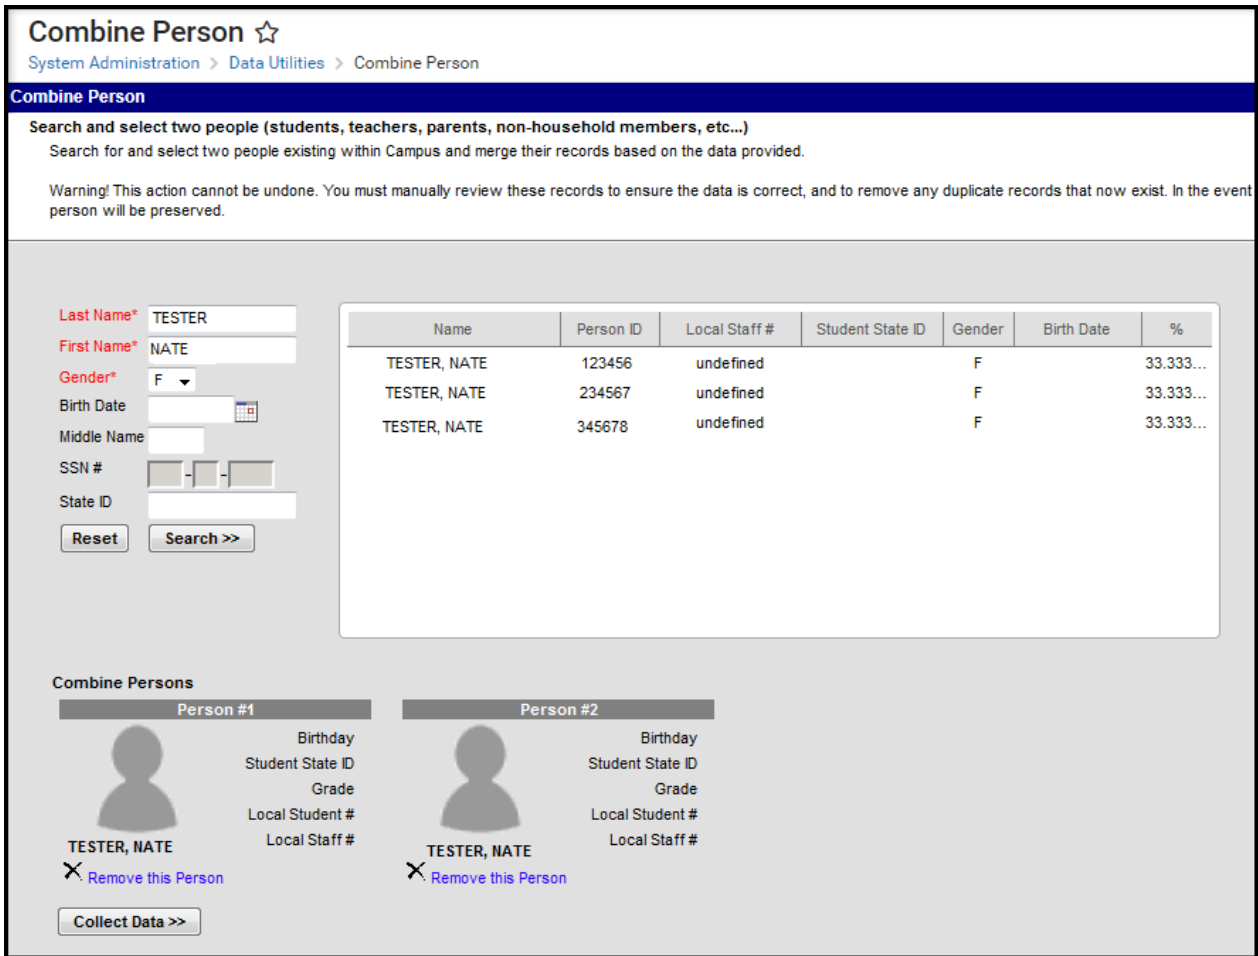 Combine Person
System Administration > Data Utilities > Combine Person
Combine Person
Search and select two people (students, teachers, parents, non-household members, etc...)
Search for and select two people existing within Campus and merge their records based on the data provided.
Warning! This action cannot be undone. You must manually review these records to ensure the data is correct, and to remove any duplicate records that now exist. In the event
person will be preserved.
Last Name* TESTER
First Name* NATE
Gender* F
Birth Date
Middle Name
SSN # - -
State ID
Reset Search >>
Name Person ID Local Staff # Student State ID Gender Birth Date %
TESTER, NATE 123456 undefined F 33.333...
TESTER, NATE 234567 undefined F 33.333...
TESTER, NATE 345678 undefined F 33.333...
Combine Persons
Person #1
Birthday
Student State ID
Grade
Local Student #
Local Staff #
TESTER, NATE
X Remove this Person
Person #2
Birthday
Student State ID
Grade
Local Student #
Local Staff #
TESTER, NATE
X Remove this Person
Collect Data >>